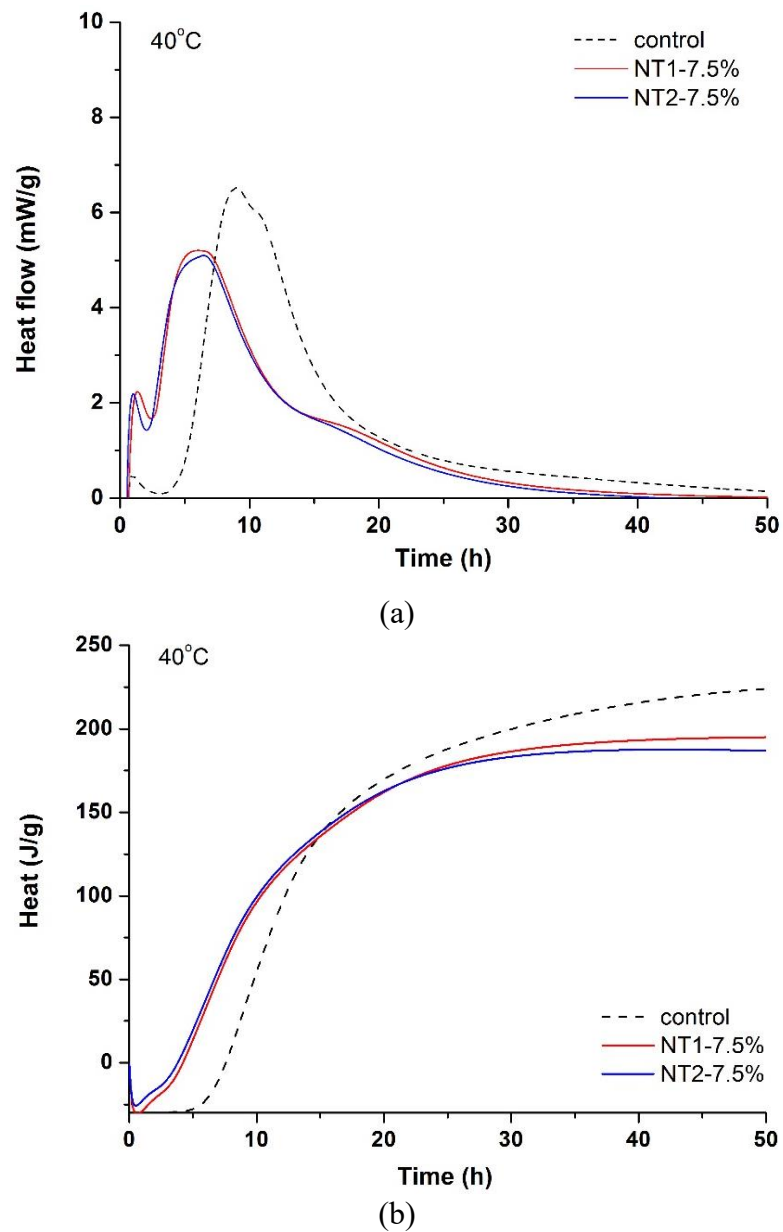 10
40°C
control
NT1-7.5%
NT2-7.5%
8
6
4
2
0
Heat flow (mW/g)
0 10 20 30 40 50
Time (h)
(a)
250
40°C
200
150
100
50
0
Heat (J/g)
control
NT1-7.5%
NT2-7.5%
0 10 20 30 40 50
Time (h)
(b)